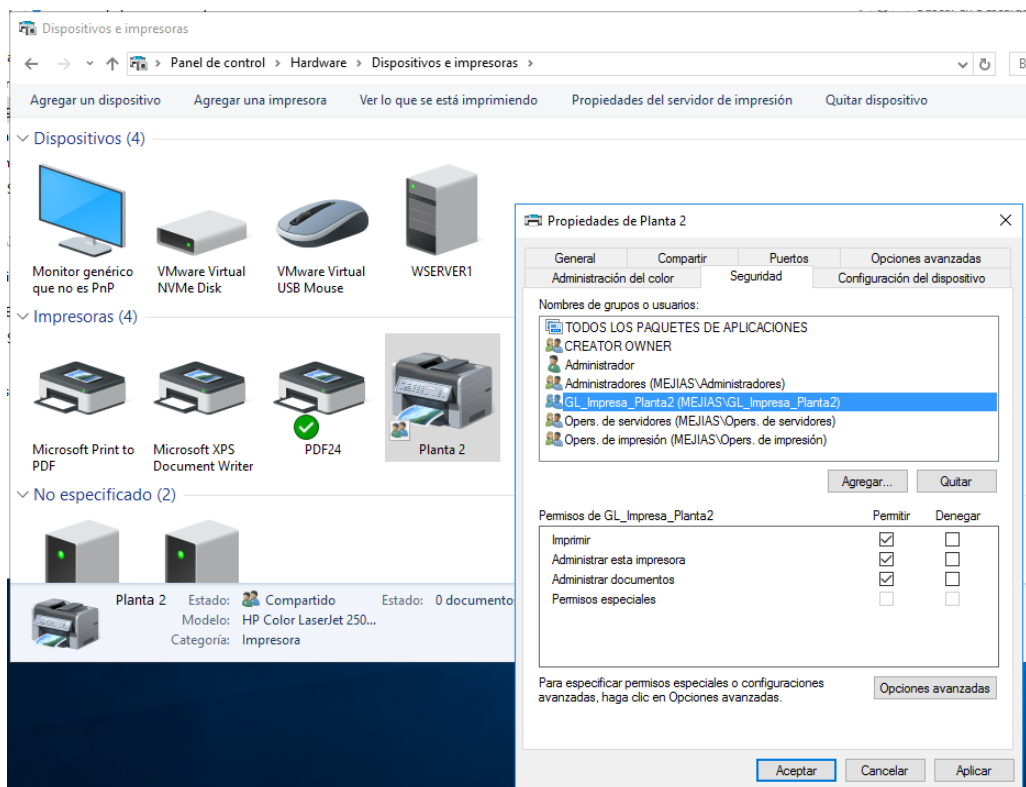 Dispositivos e impresoras
Panel de control > Hardware > Dispositivos e impresoras >
Agregar un dispositivo Agregar una impresora Ver lo que se está imprimiendo Propiedades del servidor de impresión Quitar dispositivo
Dispositivos (4)
Monitor genérico
que no es PnP
VMware Virtual
NVMe Disk
VMware Virtual
USB Mouse
WSERVER1
Impresoras (4)
Microsoft Print to
PDF
Microsoft XPS
Document Writer
PDF24
Planta 2
No especificado (2)
Planta 2 Estado: Compartido Estado: 0 documento
Modelo: HP Color LaserJet 250...
Categoría: Impresora
Propiedades de Planta 2
General Compartir Puertos Opciones avanzadas
Administración del color Seguridad Configuración del dispositivo
Nombres de grupos o usuarios:
TODOS LOS PAQUETES DE APLICACIONES
CREATOR OWNER
Administrador
Administradores (MEJIAS\Administradores)
GL_Impresa_Planta2 (MEJIAS\GL_Impresa_Planta2)
Opers. de servidores (MEJIAS\Opers. de servidores)
Opers. de impresión (MEJIAS\Opers. de impresión)
Agregar... Quitar
Permisos de GL_Impresa_Planta2 Permitir Denegar
Imprimir
Administrar esta impresora
Administrar documentos
Permisos especiales
Para especificar permisos especiales o configuraciones
avanzadas, haga clic en Opciones avanzadas.
Opciones avanzadas
Aceptar Cancelar Aplicar